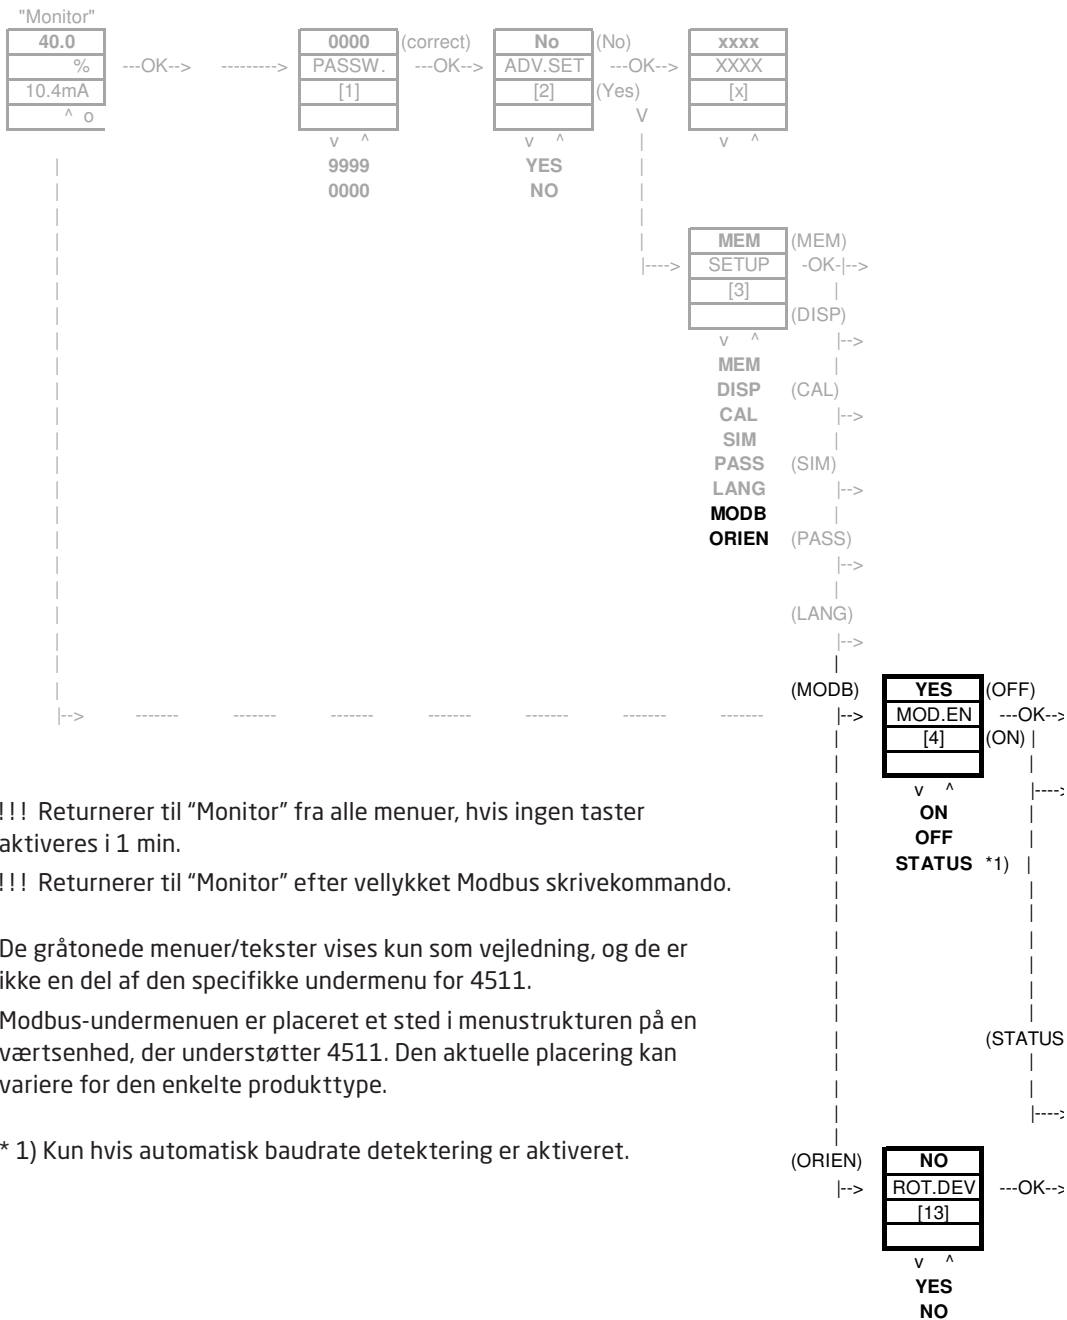 "Monitor"
40.0 0000 (correct) No (No) xxxx
% ---OK--> ---------> PASSW. ---OK--> ADV.SET ---OK--> XXXX
10.4mA [1] [2] (Yes) [x]
^ o V
v ^ v ^ | v ^
9999 YES
0000 NO
MEM (MEM)
|----> SETUP -OK-|-->
[3] |
(DISP)
v ^ |-->
MEM |
DISP (CAL)
CAL |-->
SIM |
PASS (SIM)
LANG |-->
MODB |
ORIEN (PASS)
|-->
|
(LANG)
|-->
|
(MODB) YES (OFF)
|--> ------- ------- ------- ------- ------- ------- ------- |--> MOD.EN ---OK-->
[4] (ON) |
v ^ |----:
ON
OFF
STATUS *1) |
!!! Returnerer til “Monitor” fra alle menuer, hvis ingen taster
aktiveres i 1 min.
!!! Returnerer til “Monitor” efter vellykket Modbus skrivekommando.
De gråtonede menuer/tekster vises kun som vejledning, og de er
ikke en del af den specifikke undermenu for 4511.
Modbus-undermenuen er placeret et sted i menustrukturen på en
værtsenhed, der understøtter 4511. Den aktuelle placering kan
variere for den enkelte produkttype.
(STATUS
|----:
* 1) Kun hvis automatisk baudrate detektering er aktiveret.
(ORIEN) NO
|--> ROT.DEV ---OK-->
[13]
v ^
YES
NO